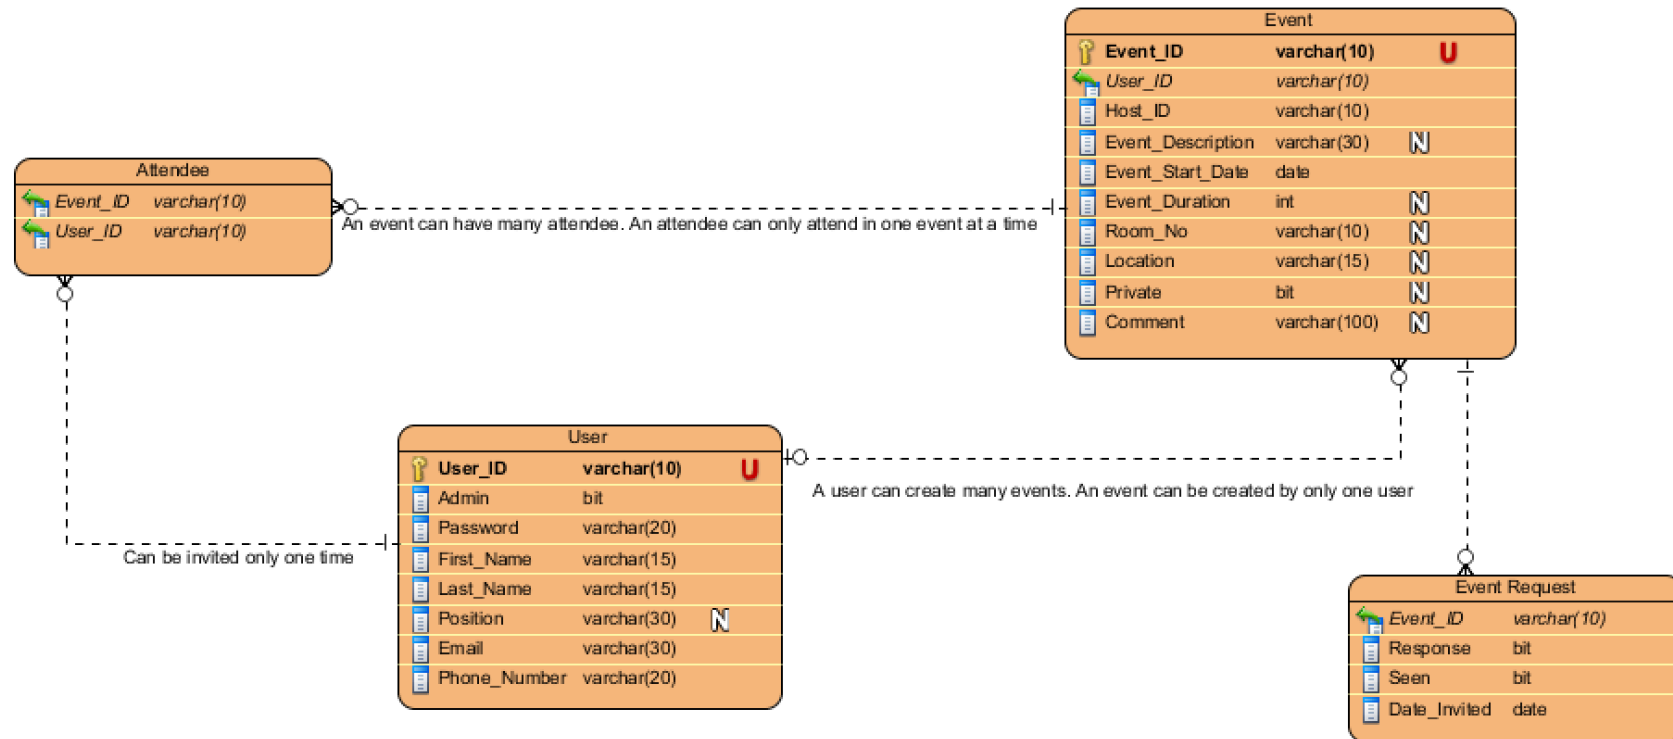 Event
Event_ID varchar(10) U
User_ID varchar(10)
Host_ID varchar(10)
Event_Description varchar(30) N
Event_Start_Date date
Event_Duration int N
Room_No varchar(10) N
Location varchar(15) N
Private bit N
Comment varchar(100) N
Attendee
Event_ID varchar(10)
User_ID varchar(10)
An event can have many attendee. An attendee can only attend in one event at a time
User
User_ID varchar(10) U
Admin bit
Password varchar(20)
First_Name varchar(15)
Last_Name varchar(15)
Position varchar(30) N
Email varchar(30)
Phone_Number varchar(20)
A user can create many events. An event can be created by only one user
Can be invited only one time
Event Request
Event_ID varchar(10)
Response bit
Seen bit
Date_Invited date